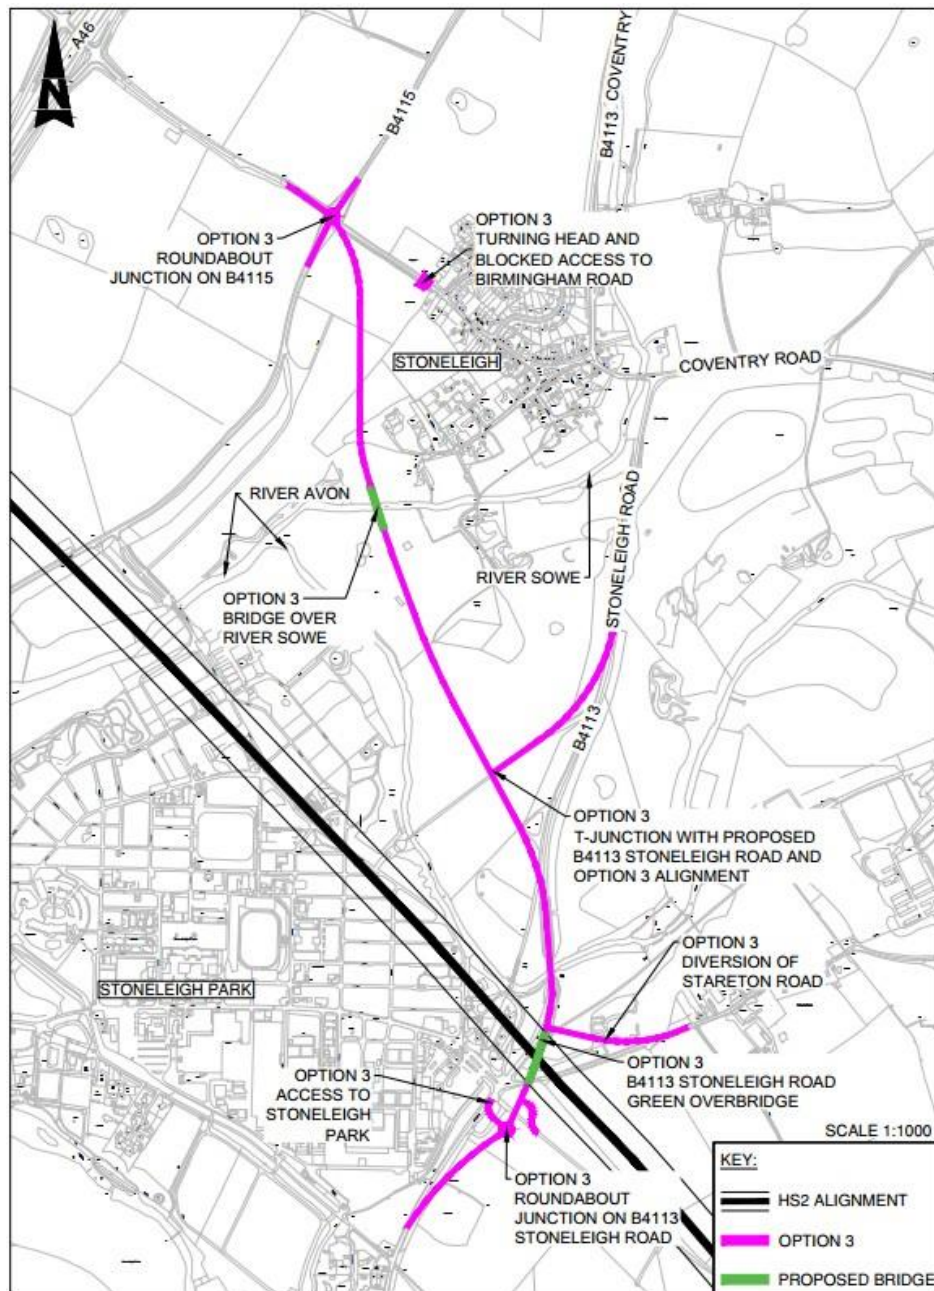 A46
N
B4115
B4113 COVENTRY
OPTION 3
ROUNDABOUT
JUNCTION ON B4115
OPTION 3
TURNING HEAD AND
BLOCKED ACCESS TO
BIRMINGHAM ROAD
STONELEIGH
COVENTRY ROAD
RIVER AVON
STONELEIGH ROAD
RIVER SOWE
OPTION 3
BRIDGE OVER
RIVER SOWE
B4113
OPTION 3
T-JUNCTION WITH PROPOSED
B4113 STONELEIGH ROAD AND
OPTION 3 ALIGNMENT
OPTION 3
DIVERSION OF
STARETON ROAD
STONELEIGH PARK
OPTION 3
ACCESS TO
STONELEIGH
PARK
OPTION 3
B4113 STONELEIGH ROAD
GREEN OVERBRIDGE
OPTION 3
ROUNDABOUT
JUNCTION ON B4113
STONELEIGH ROAD
SCALE 1:1000
KEY:
HS2 ALIGNMENT
OPTION 3
PROPOSED BRIDGE